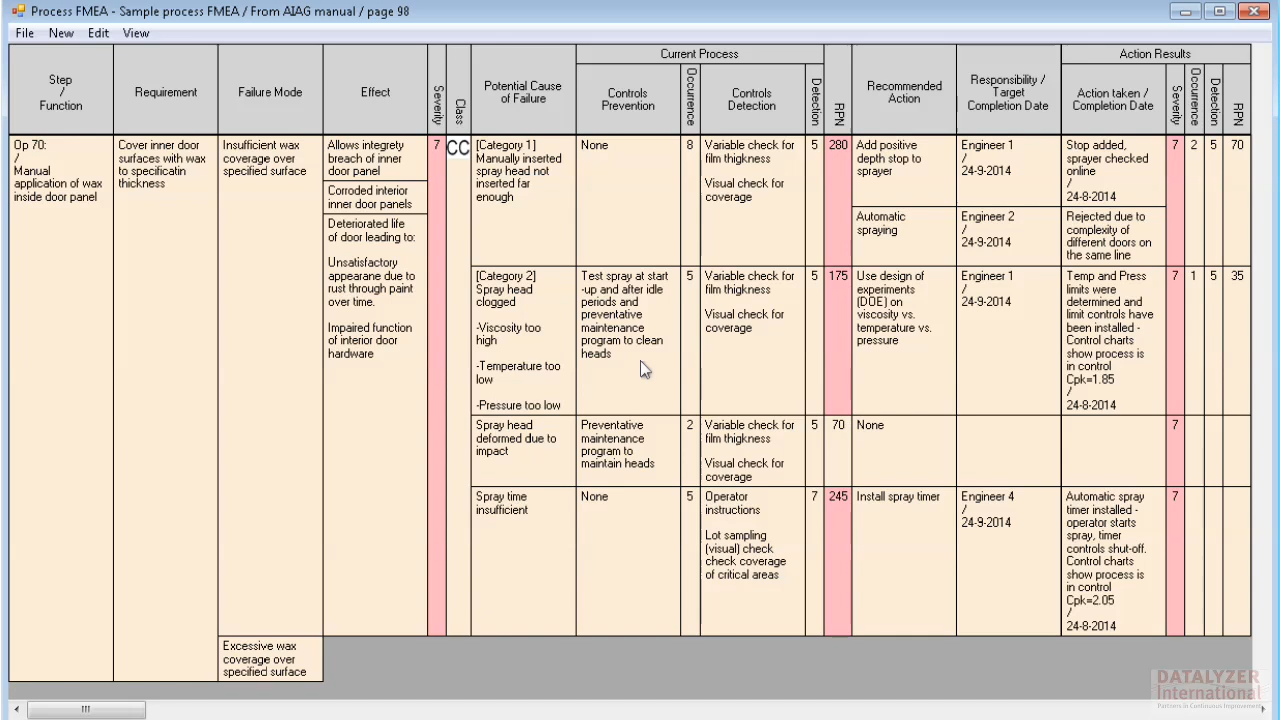 Process FMEA - Sample process FMEA / From AIAG manual / page 98
File New Edit View
Step
/
Function
Requirement
Failure Mode
Effect
Severity
Class
Potential Cause
of Failure
Current Process
Controls
Prevention
Occurrence
Controls
Detection
Detection
RPN
Recommended
Action
Responsibility /
Target
Completion Date
Action Results
Action taken /
Completion Date
Severity
Occurrence
Detection
RPN
Op 70:
/
Manual
application of wax
inside door panel
Cover inner door
surfaces with wax
to specificatin
thickness
Insufficient wax
coverage over
specified surface
Allows integrety
breach of inner
door panel
Corroded interior
inner door panels
Deteriorated life
of door leading to:
Unsatisfactory
appearane due to
rust through paint
over time.
Impaired function
of interior door
hardware
7
CC
[Category 1]
Manually inserted
spray head not
inserted far
enough
None
8
Variable check for
film thigkness
Visual check for
coverage
5
280
Add positive
depth stop to
sprayer
Engineer 1
/
24-9-2014
Stop added,
sprayer checked
online
/
24-8-2014
7
2
5
70
Automatic
spraying
Engineer 2
/
24-9-2014
Rejected due to
complexity of
different doors on
the same line
[Category 2]
Spray head
clogged
-Viscosity too
high
-Temperature too
low
-Pressure too low
Test spray at start
-up and after idle
periods and
preventative
maintenance
program to clean
heads
5
Variable check for
film thigkness
Visual check for
coverage
5
175
Use design of
experiments
(DOE) on
viscosity vs.
temperature vs.
pressure
Engineer 1
/
24-9-2014
Temp and Press
limits were
determined and
limit controls have
been installed -
Control charts
show process is
in control
Cpk=1.85
/
24-8-2014
7
1
5
35
Spray head
deformed due to
impact
Preventative
maintenance
program to
maintain heads
2
Variable check for
film thigkness
Visual check for
coverage
5
70
None
7
Spray time
insufficient
None
5
Operator
instructions
Lot sampling
(visual) check
check coverage
of critical areas
7
245
Install spray timer
Engineer 4
/
24-9-2014
Automatic spray
timer installed -
operator starts
spray, timer
controls shut-off.
Control charts
show process is
in control
Cpk=2.05
/
24-8-2014
7
Excessive wax
coverage over
specified surface
DATALYZER
International
Partners in Continuous Improvement